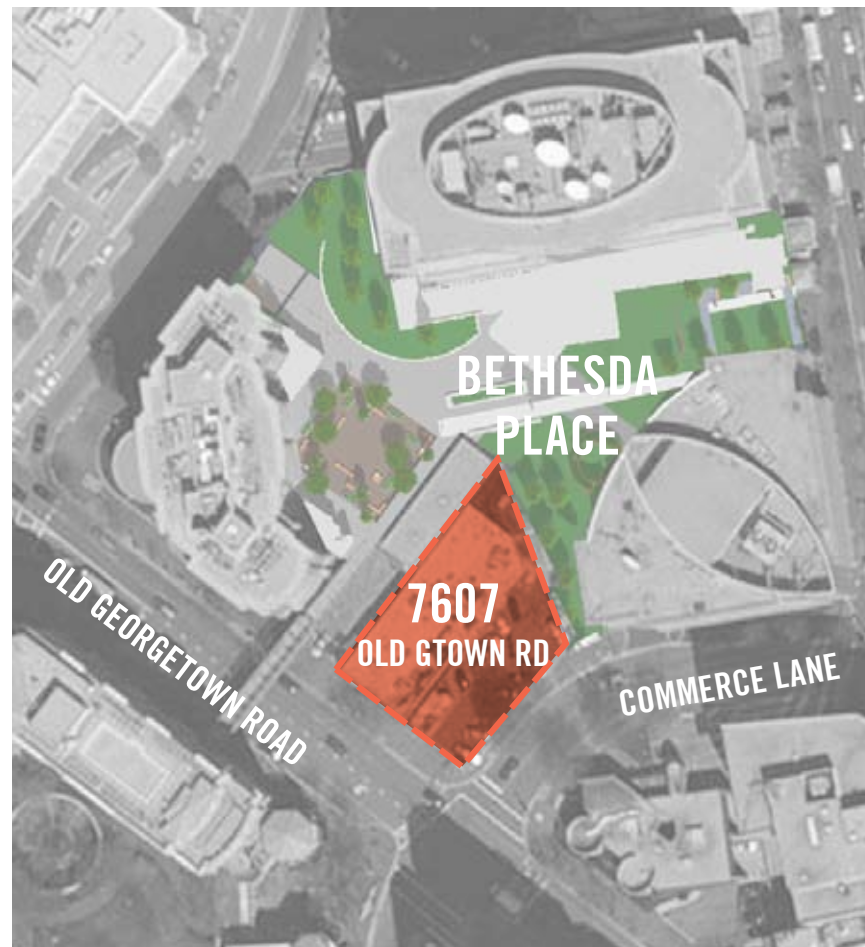 BETHESDA
PLACE
7607
OLD GTOWN RD
OLD GEORGETOWN ROAD
COMMERCE LANE